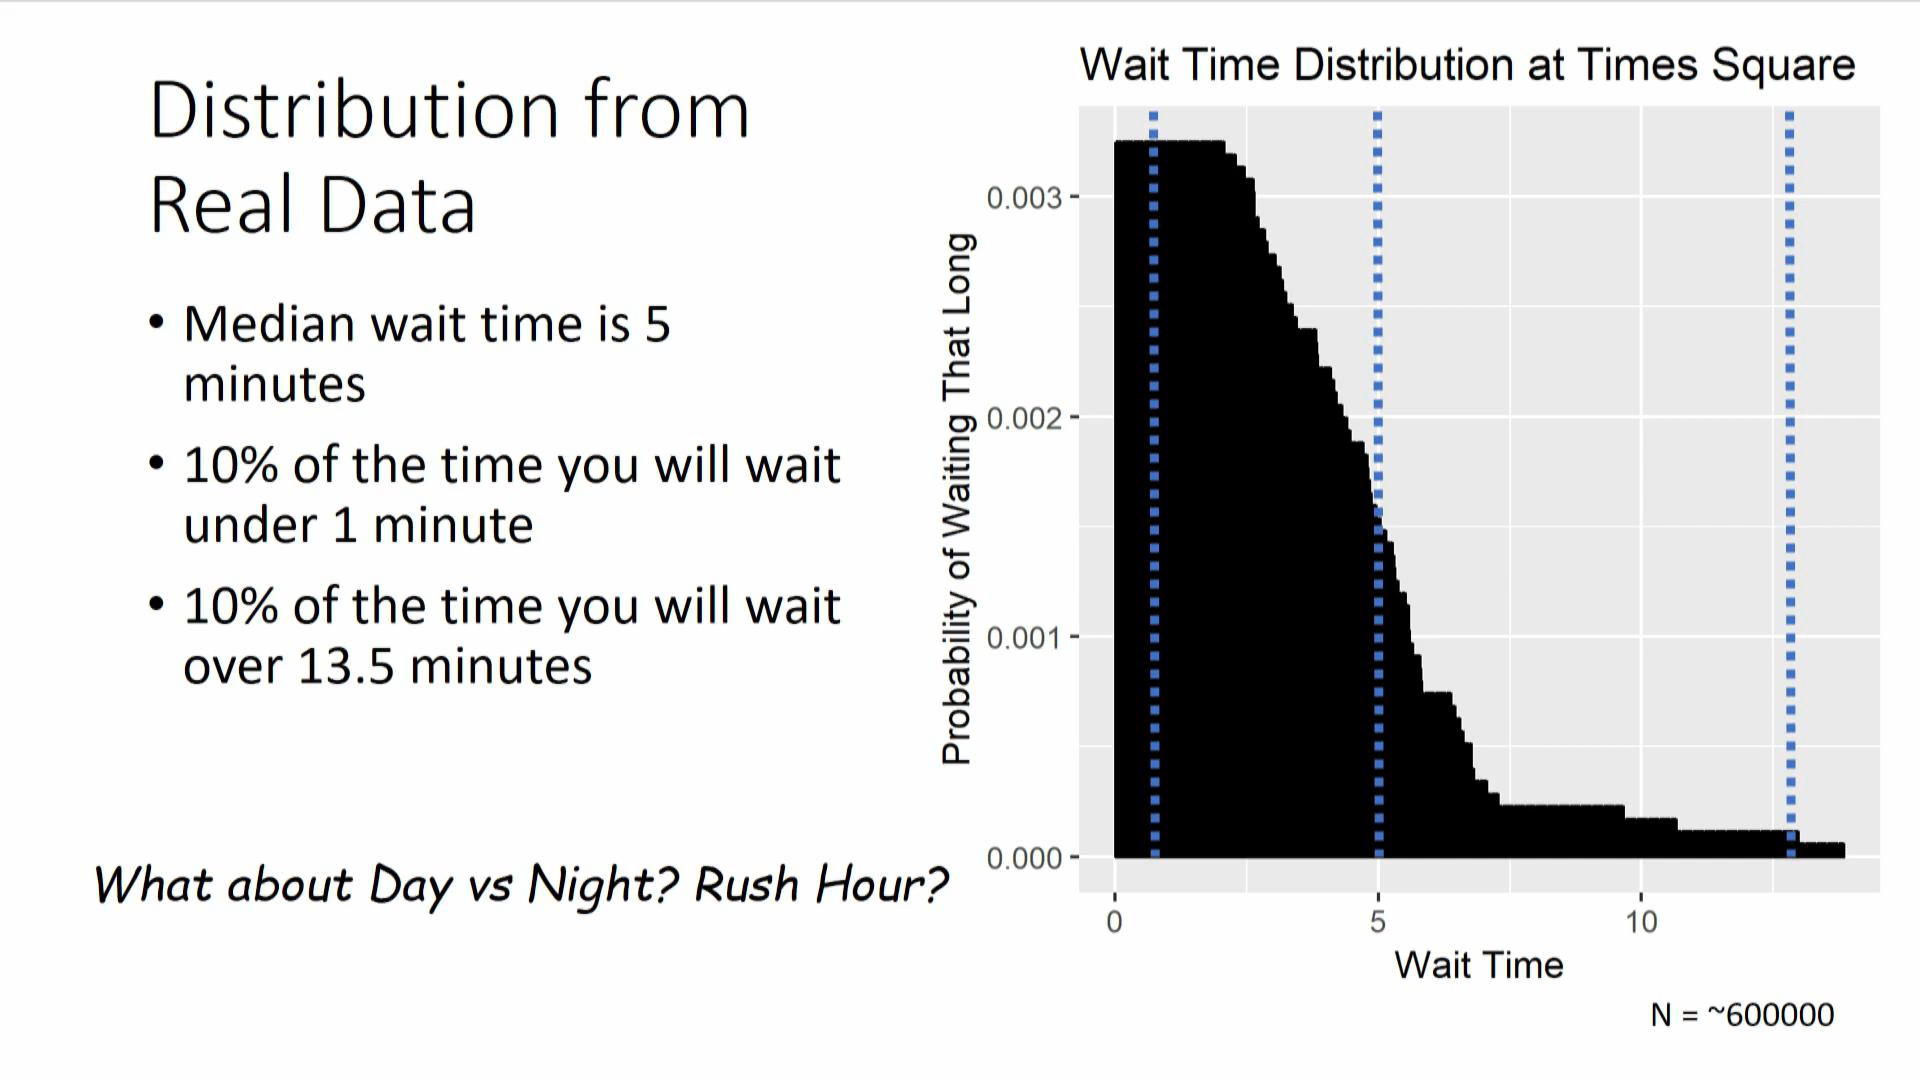 Distribution from
Real Data
• Median wait time is 5
minutes
• 10% of the time you will wait
under 1 minute
• 10% of the time you will wait
over 13.5 minutes
What about Day vs Night? Rush Hour?
Wait Time Distribution at Times Square
Probability of Waiting That Long
0.003
0.002
0.001
0.000
0 5 10
Wait Time
N = ~600000